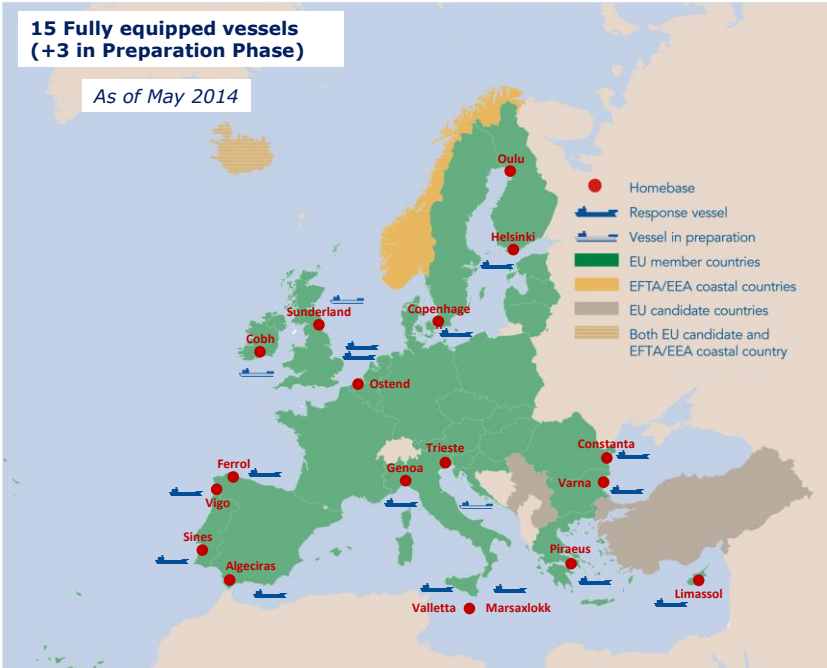 15 Fully equipped vessels
(+3 in Preparation Phase)
As of May 2014
Oulu
Homebase
Response vessel
Helsinki
Vessel in preparation
EU member countries
EFTA/EEA coastal countries
Copenhage
Sunderland
EU candidate countries
Cobh
Both EU candidate and
EFTA/EEA coastal country
Ostend
Constanta
Trieste
Ferrol
Genoa
Varna
Vigo
Sines
Piraeus
Algeciras
Limassol
Valletta
Marsaxlokk